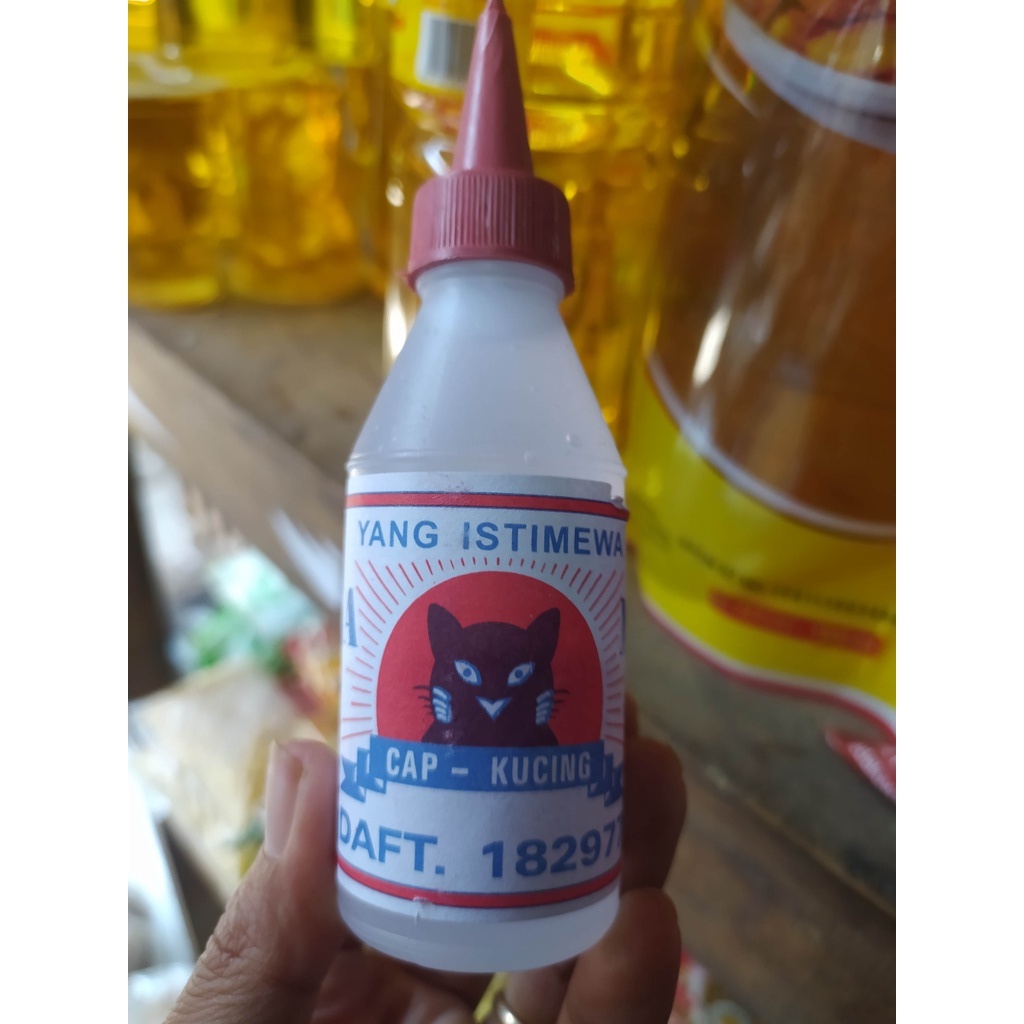 YANG ISTIMEWA
A
CAP - KUCING
DAFT. 18297